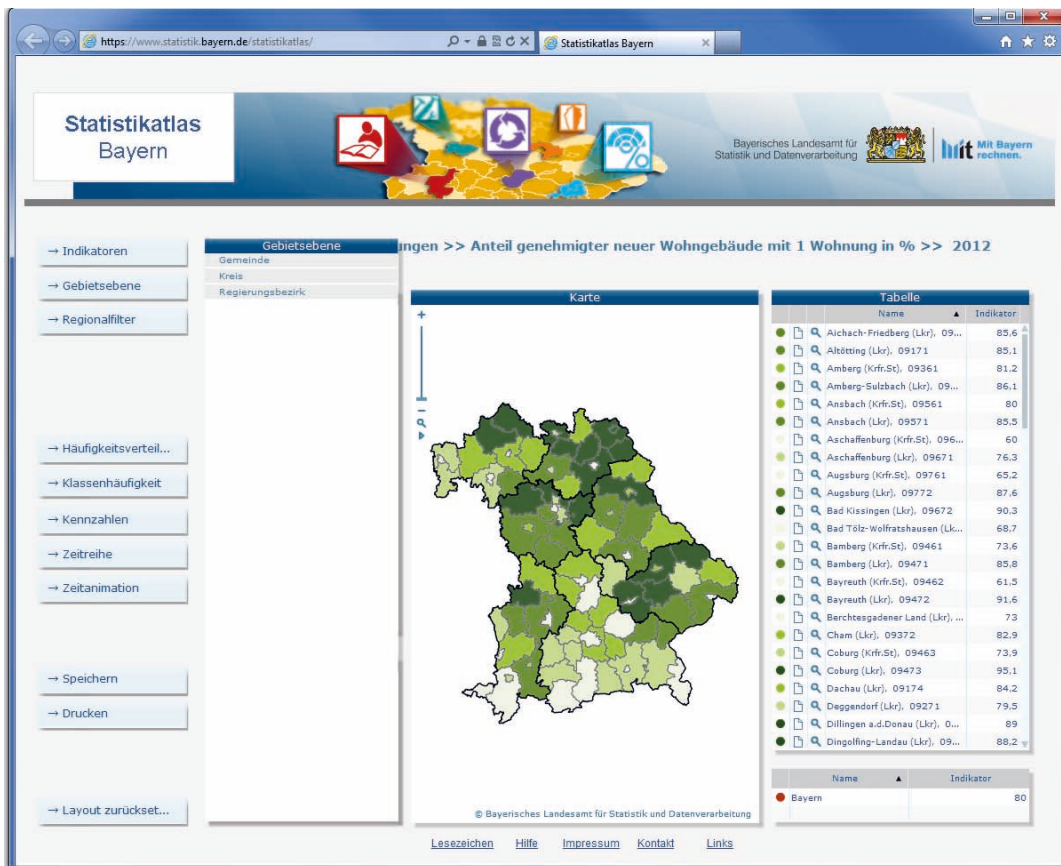 https://www.statistik.bayern.de/statistikatlas/
Statistikatlas Bayern
Statistikatlas
Bayern
Bayerisches Landesamt für
Statistik und Datenverarbeitung
Mit Bayern
rechnen.
ungen >> Anteil genehmigter neuer Wohngebäude mit 1 Wohnung in % >> 2012
→ Indikatoren
→ Gebietsebene
→ Regionalfilter
→ Häufigkeitsverteil...
→ Klassenhäufigkeit
→ Kennzahlen
→ Zeitreihe
→ Zeitanimation
→ Speichern
→ Drucken
→ Layout zurückset...
Gebietsebene
Gemeinde
Kreis
Regierungsbezirk
Karte
© Bayerisches Landesamt für Statistik und Datenverarbeitung
Tabelle
Name Indikator
Aichach-Friedberg (Lkr), 09... 85,6
Altötting (Lkr), 09171 85,1
Amberg (Krfr.St), 09361 81,2
Amberg-Sulzbach (Lkr), 09... 86,1
Ansbach (Krfr.St), 09561 80
Ansbach (Lkr), 09571 85,5
Aschaffenburg (Krfr.St), 096... 60
Aschaffenburg (Lkr), 09671 76,3
Augsburg (Krfr.St), 09761 65,2
Augsburg (Lkr), 09772 87,6
Bad Kissingen (Lkr), 09672 90,3
Bad Tölz-Wolfratshausen (Lk... 68,7
Bamberg (Krfr.St), 09461 73,6
Bamberg (Lkr), 09471 85,8
Bayreuth (Krfr.St), 09462 61,5
Bayreuth (Lkr), 09472 91,6
Berchtesgadener Land (Lkr), ... 73
Cham (Lkr), 09372 82,9
Coburg (Krfr.St), 09463 73,9
Coburg (Lkr), 09473 95,1
Dachau (Lkr), 09174 84,2
Deggendorf (Lkr), 09271 79,5
Dillingen a.d.Donau (Lkr), 0... 89
Dingolfing-Landau (Lkr), 09... 88,2
Name Indikator
Bayern 80
Lesezeichen Hilfe Impressum Kontakt Links